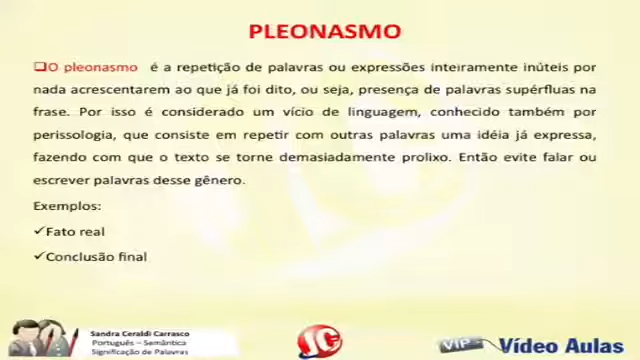 PLEONASMO
❑O pleonasmo é a repetição de palavras ou expressões inteiramente inúteis por
nada acrescentarem ao que já foi dito, ou seja, presença de palavras supérfluas na
frase. Por isso é considerado um vício de linguagem, conhecido também por
perissologia, que consiste em repetir com outras palavras uma idéia já expressa,
fazendo com que o texto se torne demasiadamente prolixo. Então evite falar ou
escrever palavras desse gênero.
Exemplos:
✓Fato real
✓Conclusão final
Sandra Ceraldi Carrasco
Português – Semântica
Significação de Palavras
VIP Vídeo Aulas